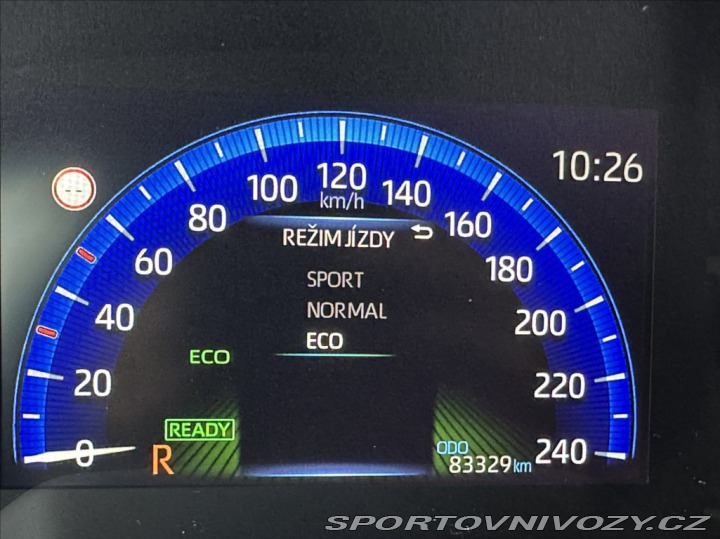 10:26
--
0
20
40
60
80
100
120
140
160
180
200
220
240
km/h
REŽIM JÍZDY
SPORT
NORMAL
ECO
ECO
READY
R
ODO
83329 km
SPORTOVNIVOZY.CZ